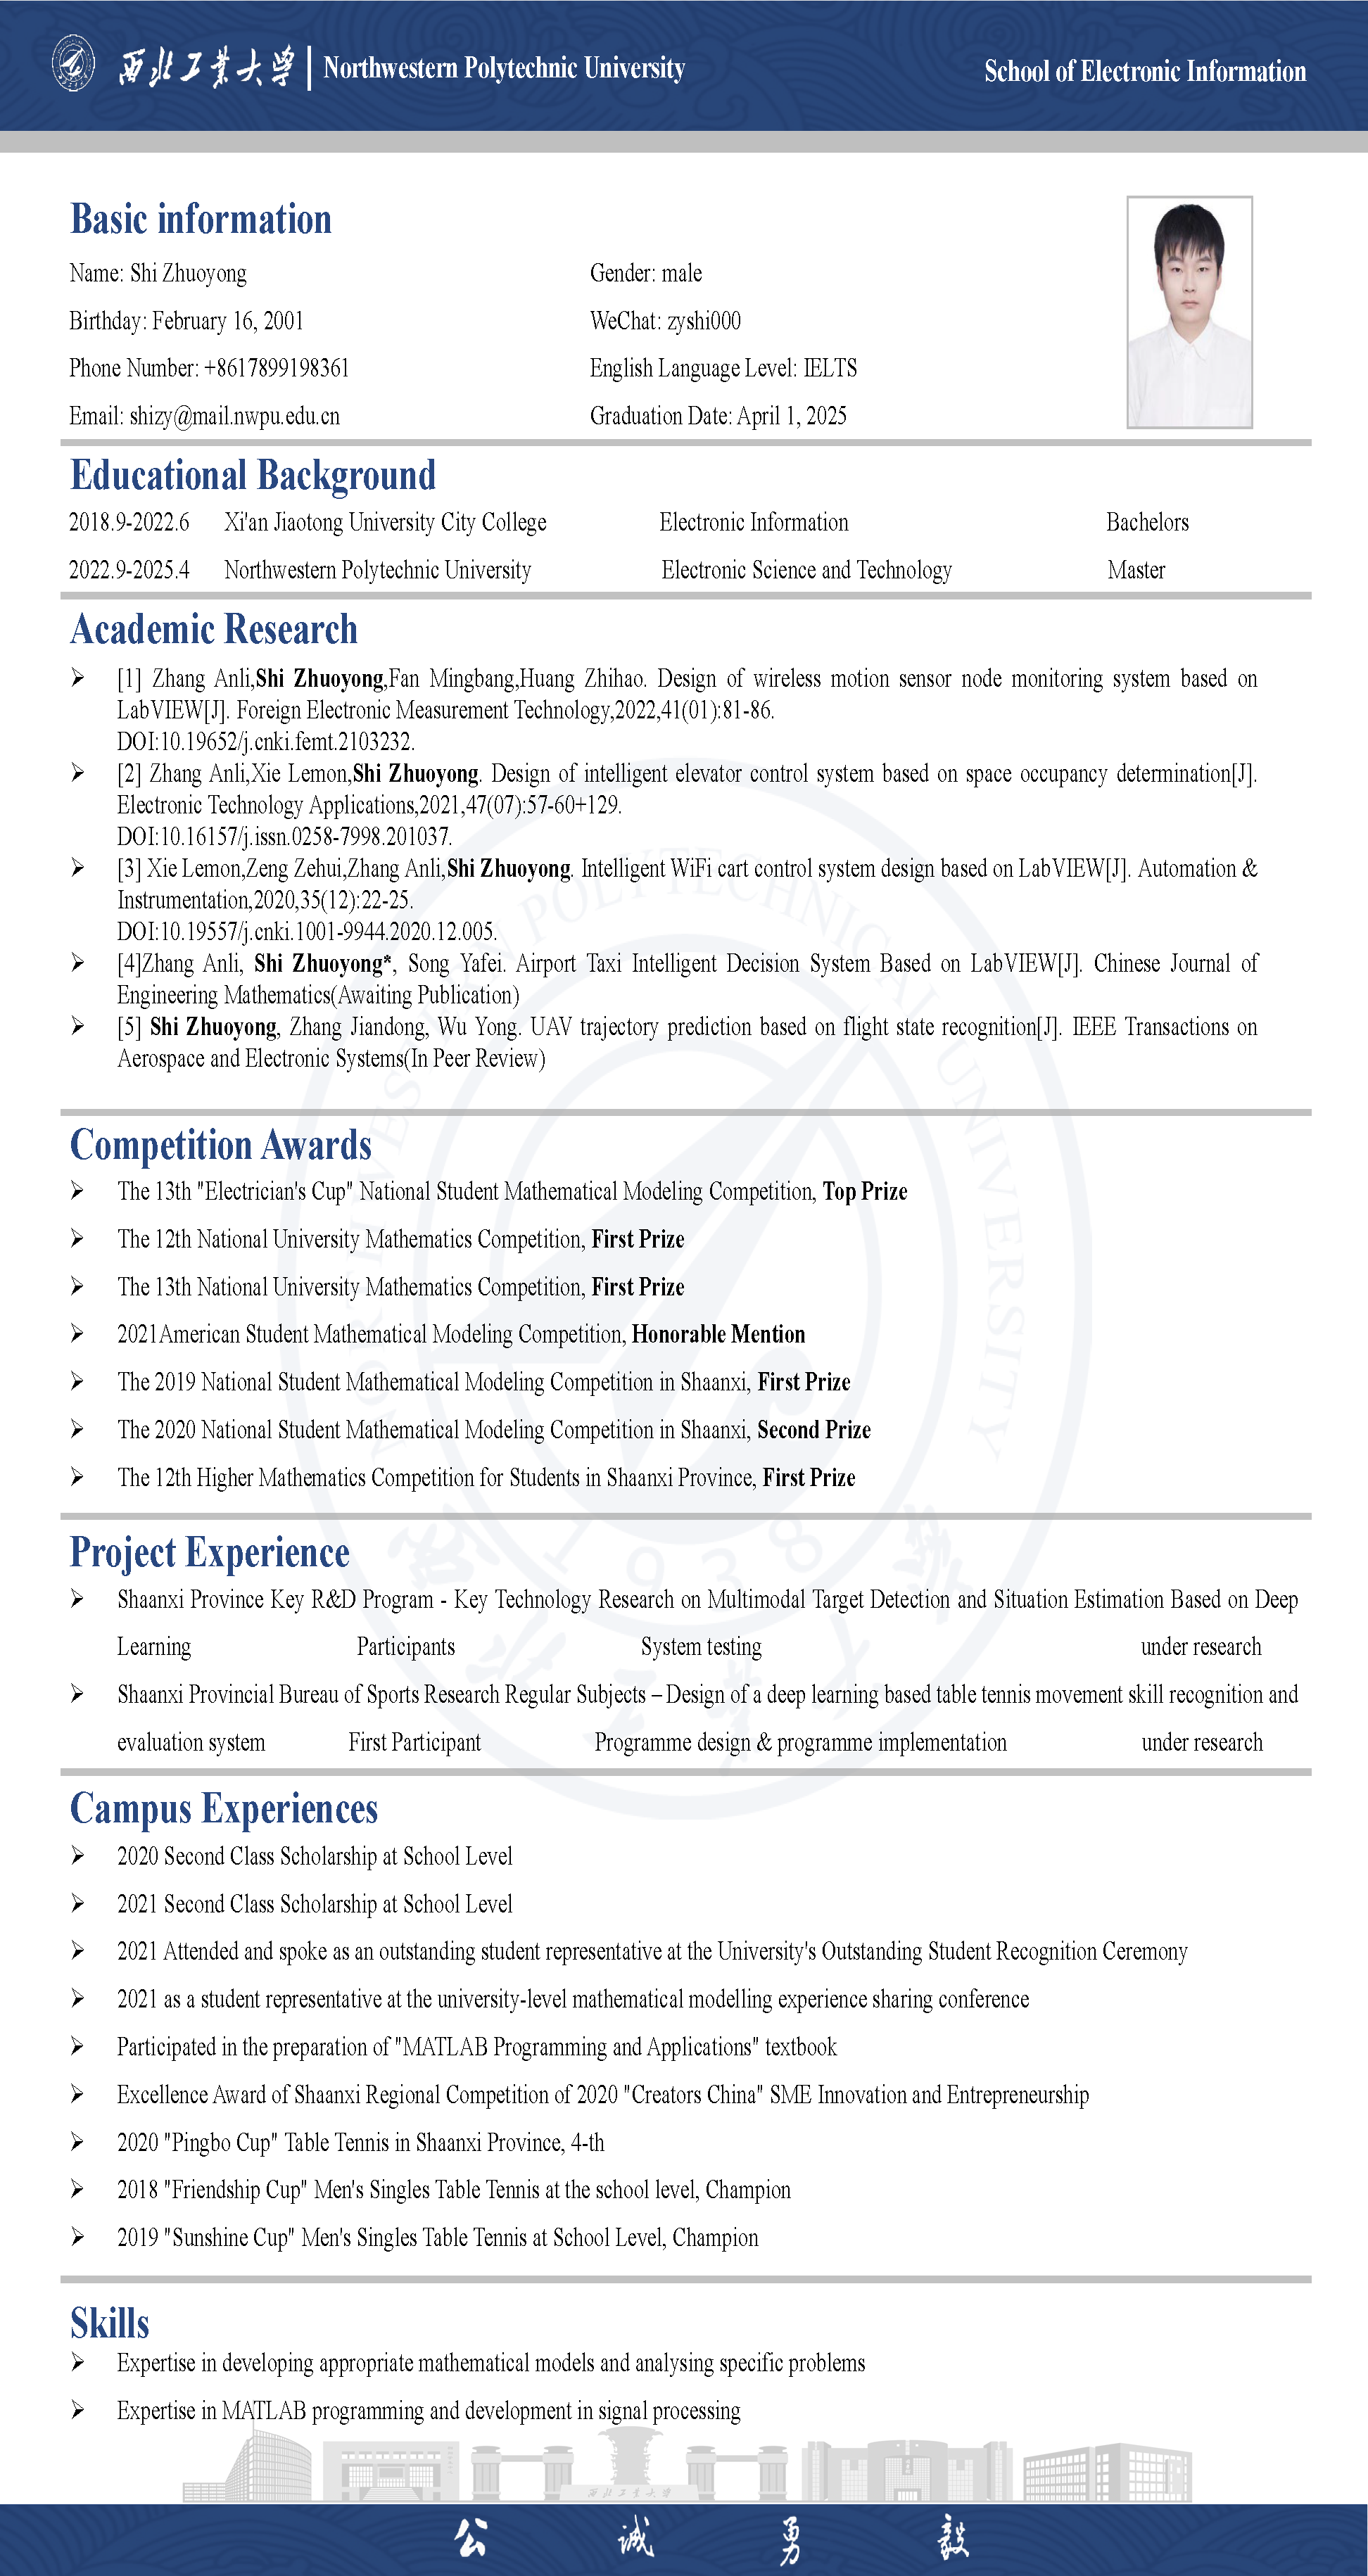 西北工业大学 Northwestern Polytechnic University School of Electronic Information
Basic information
Name: Shi Zhuoyong Gender: male
Birthday: February 16, 2001 WeChat: zyshi000
Phone Number: +8617899198361 English Language Level: IELTS
Email: shizy@mail.nwpu.edu.cn Graduation Date: April 1, 2025
Educational Background
2018.9-2022.6 Xi'an Jiaotong University City College Electronic Information Bachelors
2022.9-2025.4 Northwestern Polytechnic University Electronic Science and Technology Master
Academic Research
➢ [1] Zhang Anli,Shi Zhuoyong,Fan Mingbang,Huang Zhihao. Design of wireless motion sensor node monitoring system based on
LabVIEW[J]. Foreign Electronic Measurement Technology,2022,41(01):81-86.
DOI:10.19652/j.cnki.femt.2103232.
➢ [2] Zhang Anli,Xie Lemon,Shi Zhuoyong. Design of intelligent elevator control system based on space occupancy determination[J].
Electronic Technology Applications,2021,47(07):57-60+129.
DOI:10.16157/j.issn.0258-7998.201037.
➢ [3] Xie Lemon,Zeng Zehui,Zhang Anli,Shi Zhuoyong. Intelligent WiFi cart control system design based on LabVIEW[J]. Automation &
Instrumentation,2020,35(12):22-25.
DOI:10.19557/j.cnki.1001-9944.2020.12.005.
➢ [4]Zhang Anli, Shi Zhuoyong*, Song Yafei. Airport Taxi Intelligent Decision System Based on LabVIEW[J]. Chinese Journal of
Engineering Mathematics(Awaiting Publication)
➢ [5] Shi Zhuoyong, Zhang Jiandong, Wu Yong. UAV trajectory prediction based on flight state recognition[J]. IEEE Transactions on
Aerospace and Electronic Systems(In Peer Review)
Competition Awards
➢ The 13th "Electrician's Cup" National Student Mathematical Modeling Competition, Top Prize
➢ The 12th National University Mathematics Competition, First Prize
➢ The 13th National University Mathematics Competition, First Prize
➢ 2021American Student Mathematical Modeling Competition, Honorable Mention
➢ The 2019 National Student Mathematical Modeling Competition in Shaanxi, First Prize
➢ The 2020 National Student Mathematical Modeling Competition in Shaanxi, Second Prize
➢ The 12th Higher Mathematics Competition for Students in Shaanxi Province, First Prize
Project Experience
➢ Shaanxi Province Key R&D Program - Key Technology Research on Multimodal Target Detection and Situation Estimation Based on Deep
Learning Participants System testing under research
➢ Shaanxi Provincial Bureau of Sports Research Regular Subjects – Design of a deep learning based table tennis movement skill recognition and
evaluation system First Participant Programme design & programme implementation under research
Campus Experiences
➢ 2020 Second Class Scholarship at School Level
➢ 2021 Second Class Scholarship at School Level
➢ 2021 Attended and spoke as an outstanding student representative at the University's Outstanding Student Recognition Ceremony
➢ 2021 as a student representative at the university-level mathematical modelling experience sharing conference
➢ Participated in the preparation of "MATLAB Programming and Applications" textbook
➢ Excellence Award of Shaanxi Regional Competition of 2020 "Creators China" SME Innovation and Entrepreneurship
➢ 2020 "Pingbo Cup" Table Tennis in Shaanxi Province, 4-th
➢ 2018 "Friendship Cup" Men's Singles Table Tennis at the school level, Champion
➢ 2019 "Sunshine Cup" Men's Singles Table Tennis at School Level, Champion
Skills
➢ Expertise in developing appropriate mathematical models and analysing specific problems
➢ Expertise in MATLAB programming and development in signal processing
西北工业大学
公 诚 勇 毅
NORTHWESTERN POLYTECHNICAL UNIVERSITY
1938
西北工业大学